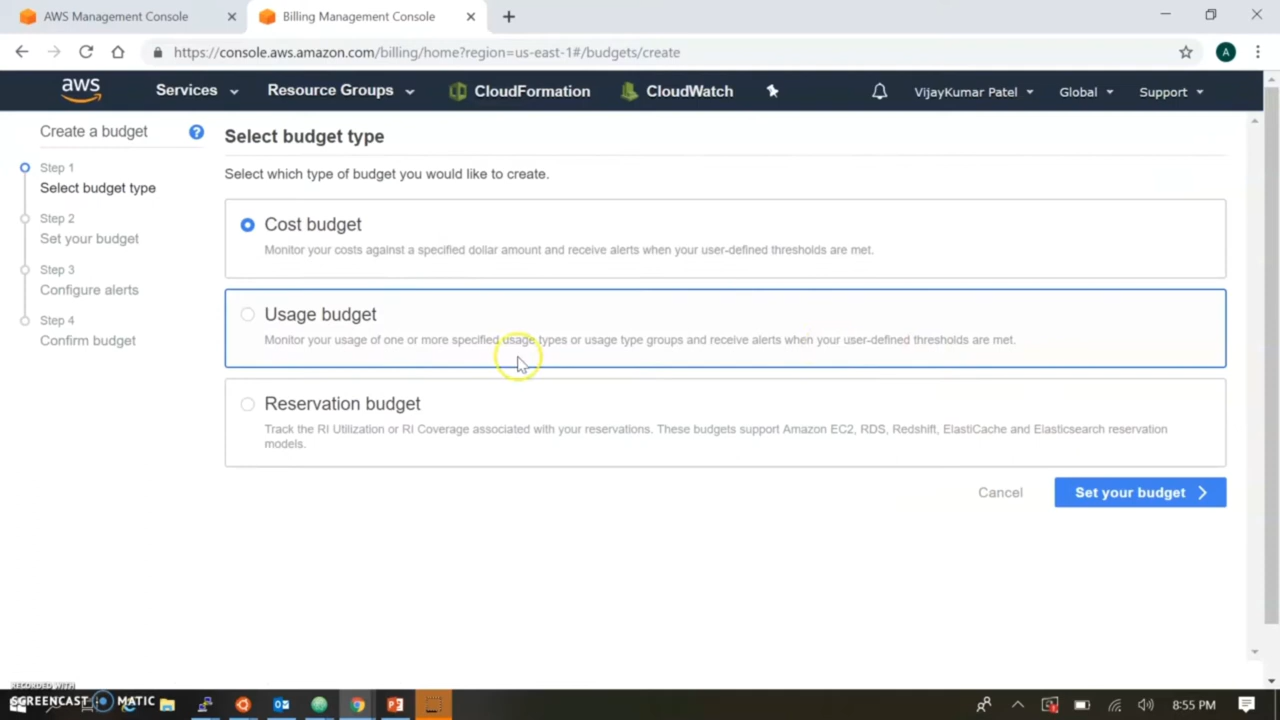 AWS Management Console
Billing Management Console
https://console.aws.amazon.com/billing/home?region=us-east-1#/budgets/create
A
aws
Services
Resource Groups
CloudFormation
CloudWatch
VijayKumar Patel
Global
Support
Create a budget
?
Step 1
Select budget type
Step 2
Set your budget
Step 3
Configure alerts
Step 4
Confirm budget
Select budget type
Select which type of budget you would like to create.
Cost budget
Monitor your costs against a specified dollar amount and receive alerts when your user-defined thresholds are met.
Usage budget
Monitor your usage of one or more specified usage types or usage type groups and receive alerts when your user-defined thresholds are met.
Reservation budget
Track the RI Utilization or RI Coverage associated with your reservations. These budgets support Amazon EC2, RDS, Redshift, ElastiCache and Elasticsearch reservation
models.
Cancel
Set your budget
RECORDED WITH
SCREENCAST MATIC
8:55 PM